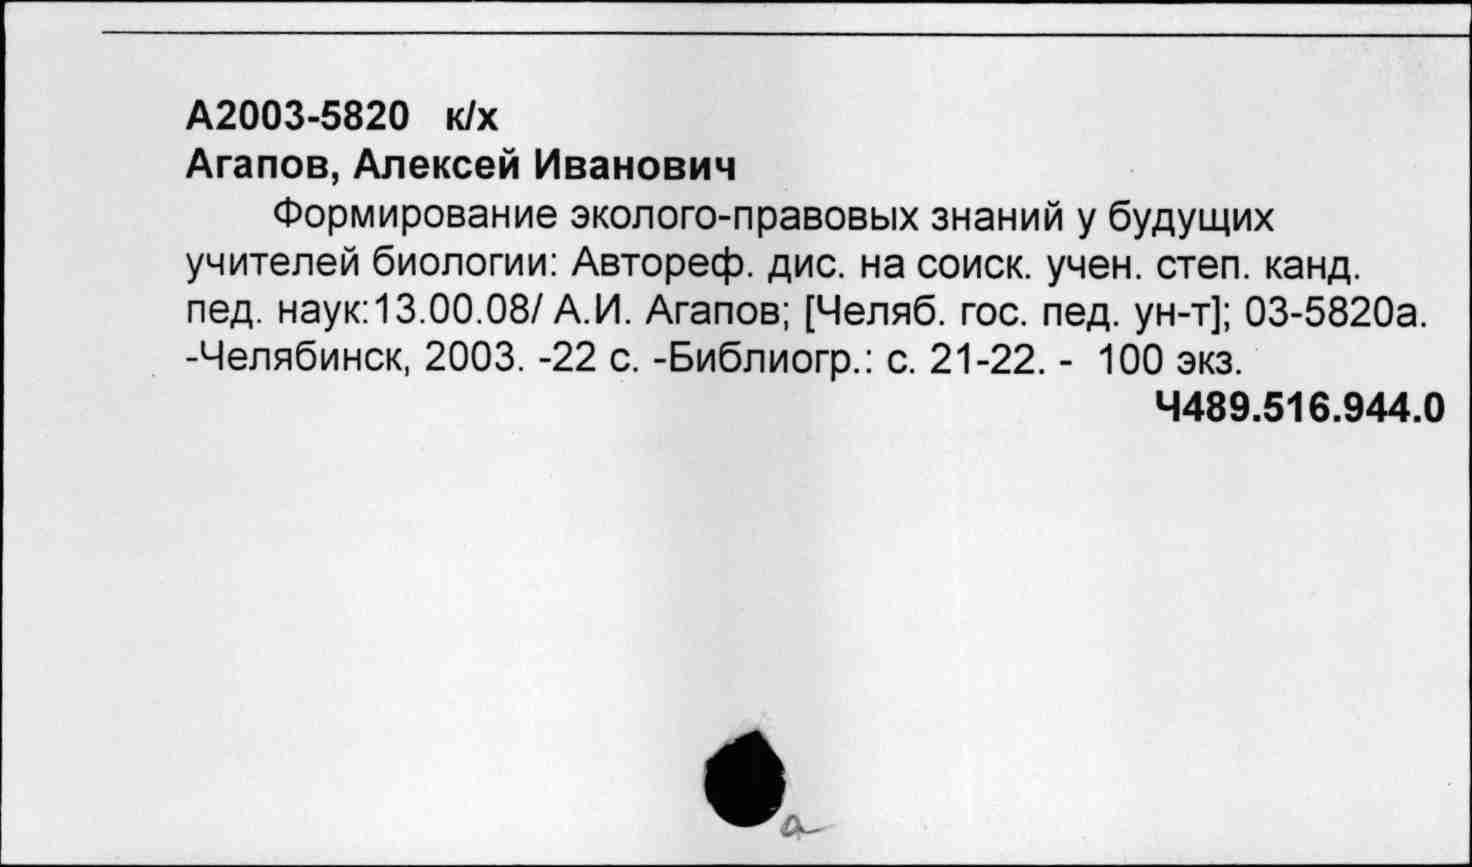 А2003-5820 к/х
Агапов, Алексей Иванович
Формирование эколого-правовых знаний у будущих
учителей биологии: Автореф. дис. на соиск. учен. степ. канд.
пед. наук:13.00.08/ А.И. Агапов; [Челяб. гос. пед. ун-т]; 03-5820а.
-Челябинск, 2003. -22 с. -Библиогр.: с. 21-22. - 100 экз.
Ч489.516.944.0
а